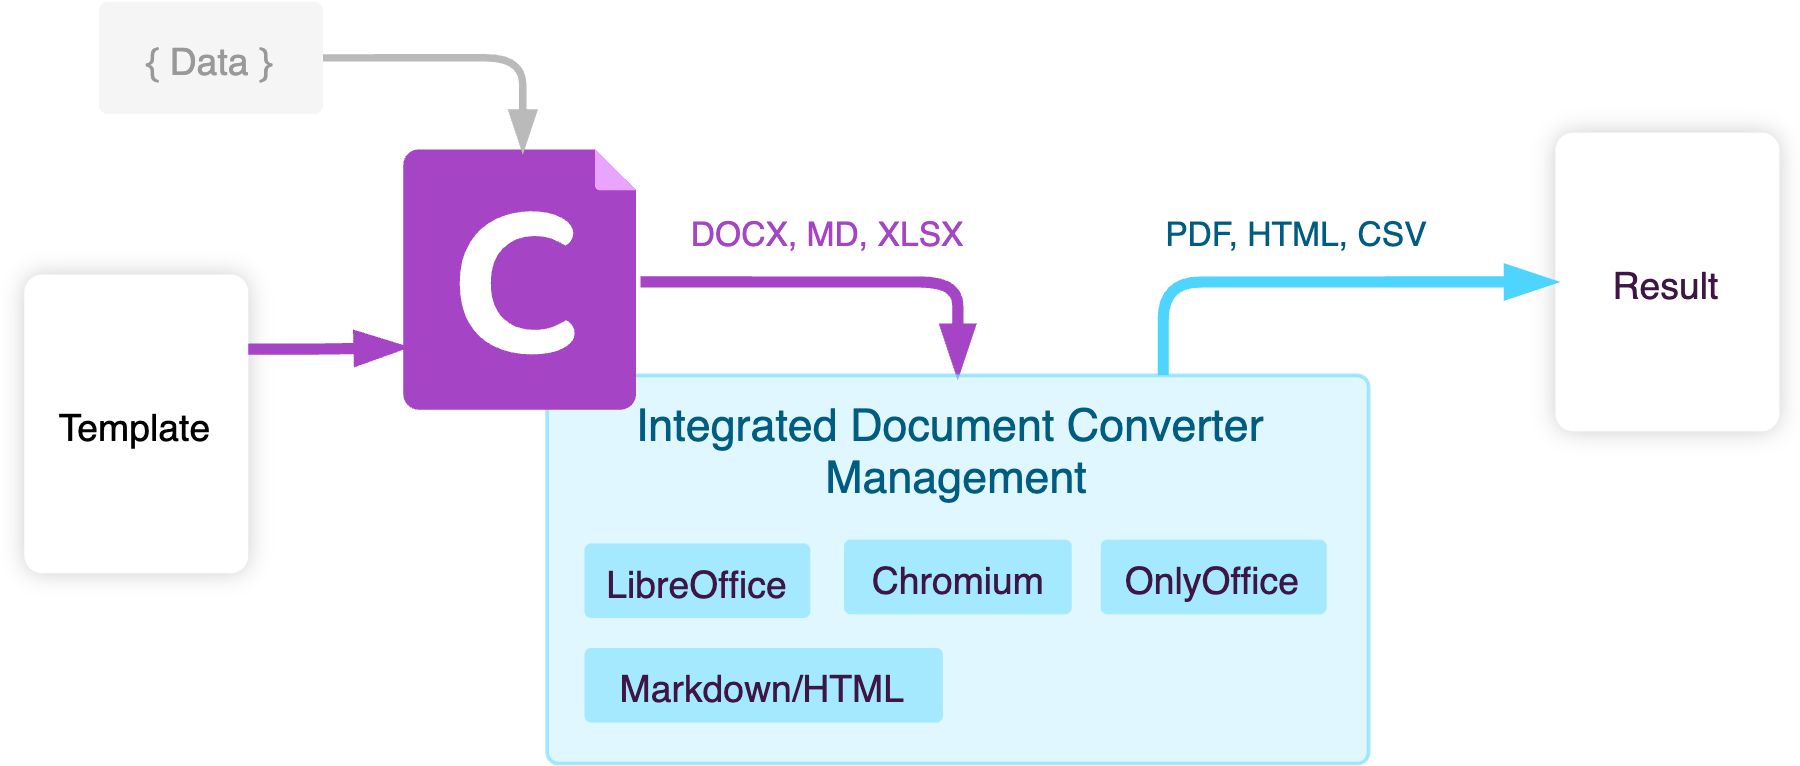 { Data }
C
DOCX, MD, XLSX
PDF, HTML, CSV
Result
Template
Integrated Document Converter
Management
LibreOffice
Chromium
OnlyOffice
Markdown/HTML